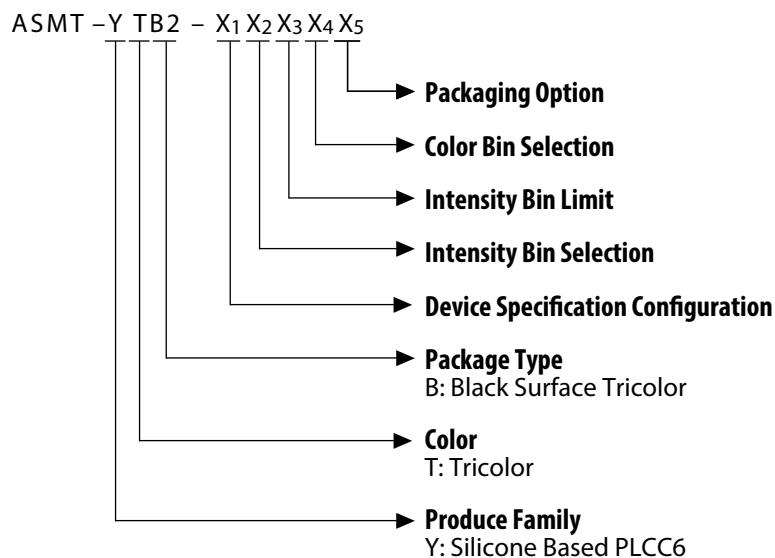 ASMT – Y T B 2 – X1 X2 X3 X4 X5
Packaging Option
Color Bin Selection
Intensity Bin Limit
Intensity Bin Selection
Device Specification Configuration
Package Type
B: Black Surface Tricolor
Color
T: Tricolor
Produce Family
Y: Silicone Based PLCC6